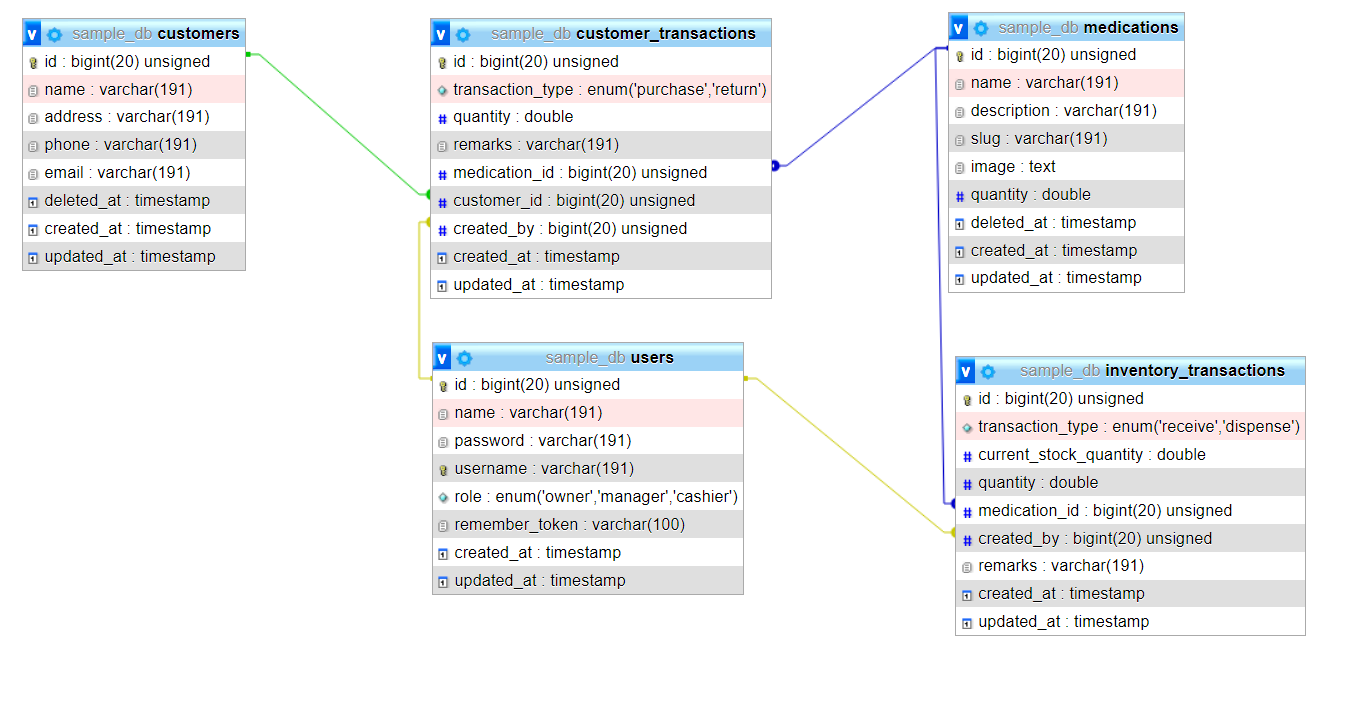 v sample_db customers
id : bigint(20) unsigned
name : varchar(191)
address : varchar(191)
phone : varchar(191)
email : varchar(191)
deleted_at : timestamp
created_at : timestamp
updated_at : timestamp
v sample_db customer_transactions
id : bigint(20) unsigned
transaction_type : enum('purchase','return')
# quantity : double
remarks : varchar(191)
# medication_id : bigint(20) unsigned
# customer_id : bigint(20) unsigned
# created_by : bigint(20) unsigned
created_at : timestamp
updated_at : timestamp
v sample_db medications
id : bigint(20) unsigned
name : varchar(191)
description : varchar(191)
slug : varchar(191)
image : text
# quantity : double
deleted_at : timestamp
created_at : timestamp
updated_at : timestamp
v sample_db users
id : bigint(20) unsigned
name : varchar(191)
password : varchar(191)
username : varchar(191)
role : enum('owner','manager','cashier')
remember_token : varchar(100)
created_at : timestamp
updated_at : timestamp
v sample_db inventory_transactions
id : bigint(20) unsigned
transaction_type : enum('receive','dispense')
# current_stock_quantity : double
# quantity : double
# medication_id : bigint(20) unsigned
# created_by : bigint(20) unsigned
remarks : varchar(191)
created_at : timestamp
updated_at : timestamp